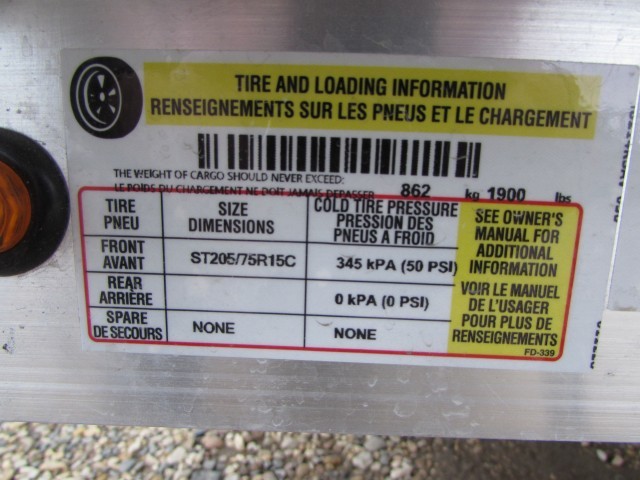 TIRE AND LOADING INFORMATION
RENSEIGNEMENTS SUR LES PNEUS ET LE CHARGEMENT
THE WEIGHT OF CARGO SHOULD NEVER EXCEED:
LE POIDS DU CHARGEMENT NE DOIT JAMAIS DEPASSER 862 kg 1900 lbs
TIRE SIZE COLD TIRE PRESSURE
PNEU DIMENSIONS PRESSION DES
PNEUS A FROID
FRONT ST205/75R15C 345 kPA (50 PSI)
AVANT
REAR 0 kPA (0 PSI)
ARRIÈRE
SPARE NONE NONE
DE SECOURS
SEE OWNER'S
MANUAL FOR
ADDITIONAL
INFORMATION
VOIR LE MANUEL
DE L'USAGER
POUR PLUS DE
RENSEIGNEMENTS
FD-339